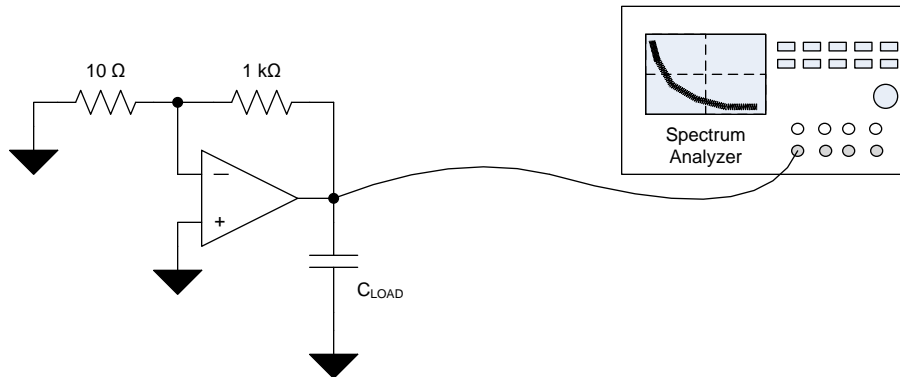 10 Ω
1 kΩ
−
+
CLOAD
Spectrum
Analyzer